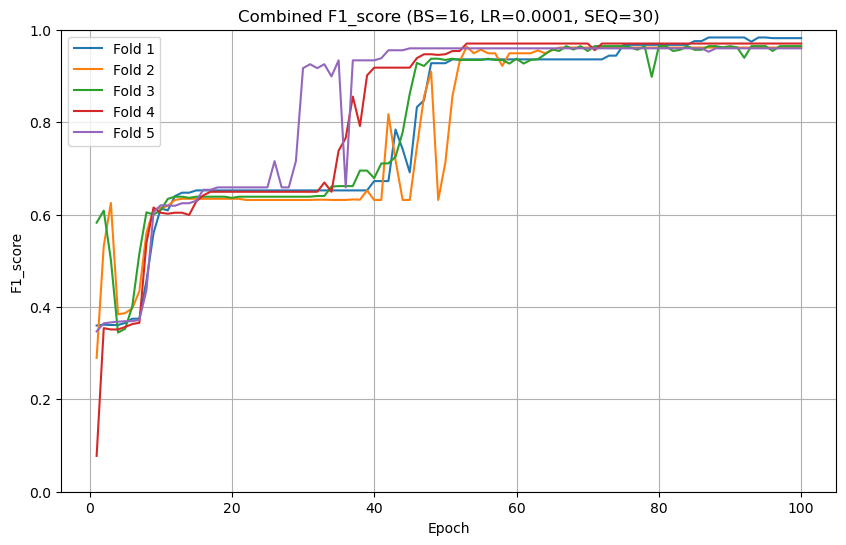 Combined F1_score (BS=16, LR=0.0001, SEQ=30)
Fold 1
Fold 2
Fold 3
Fold 4
Fold 5
F1_score
1.0
0.8
0.6
0.4
0.2
0.0
0 20 40 60 80 100
Epoch